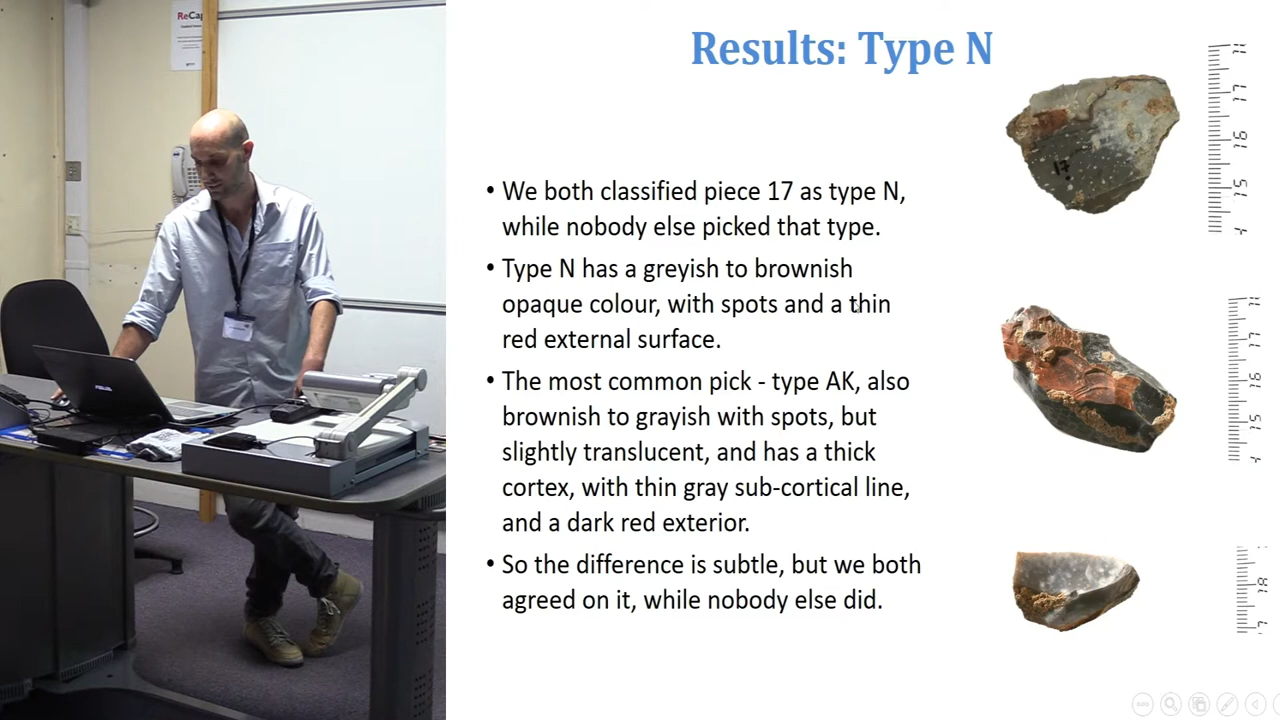 ReCap
Results: Type N
• We both classified piece 17 as type N,
while nobody else picked that type.
• Type N has a greyish to brownish
opaque colour, with spots and a thin
red external surface.
• The most common pick - type AK, also
brownish to grayish with spots, but
slightly translucent, and has a thick
cortex, with thin gray sub-cortical line,
and a dark red exterior.
• So the difference is subtle, but we both
agreed on it, while nobody else did.
17
ASUS